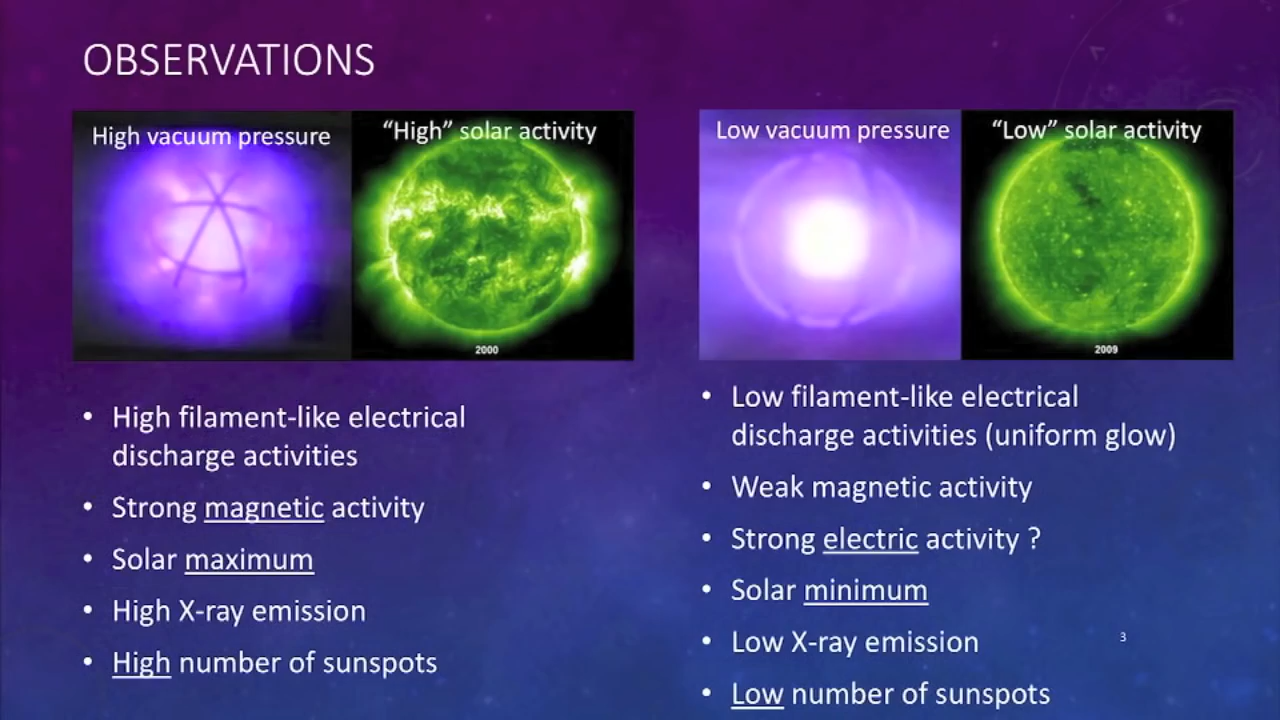 OBSERVATIONS
High vacuum pressure
“High” solar activity
2000
Low vacuum pressure
“Low” solar activity
2009
• High filament-like electrical
discharge activities
• Strong magnetic activity
• Solar maximum
• High X-ray emission
• High number of sunspots
• Low filament-like electrical
discharge activities (uniform glow)
• Weak magnetic activity
• Strong electric activity ?
• Solar minimum
• Low X-ray emission
• Low number of sunspots
3